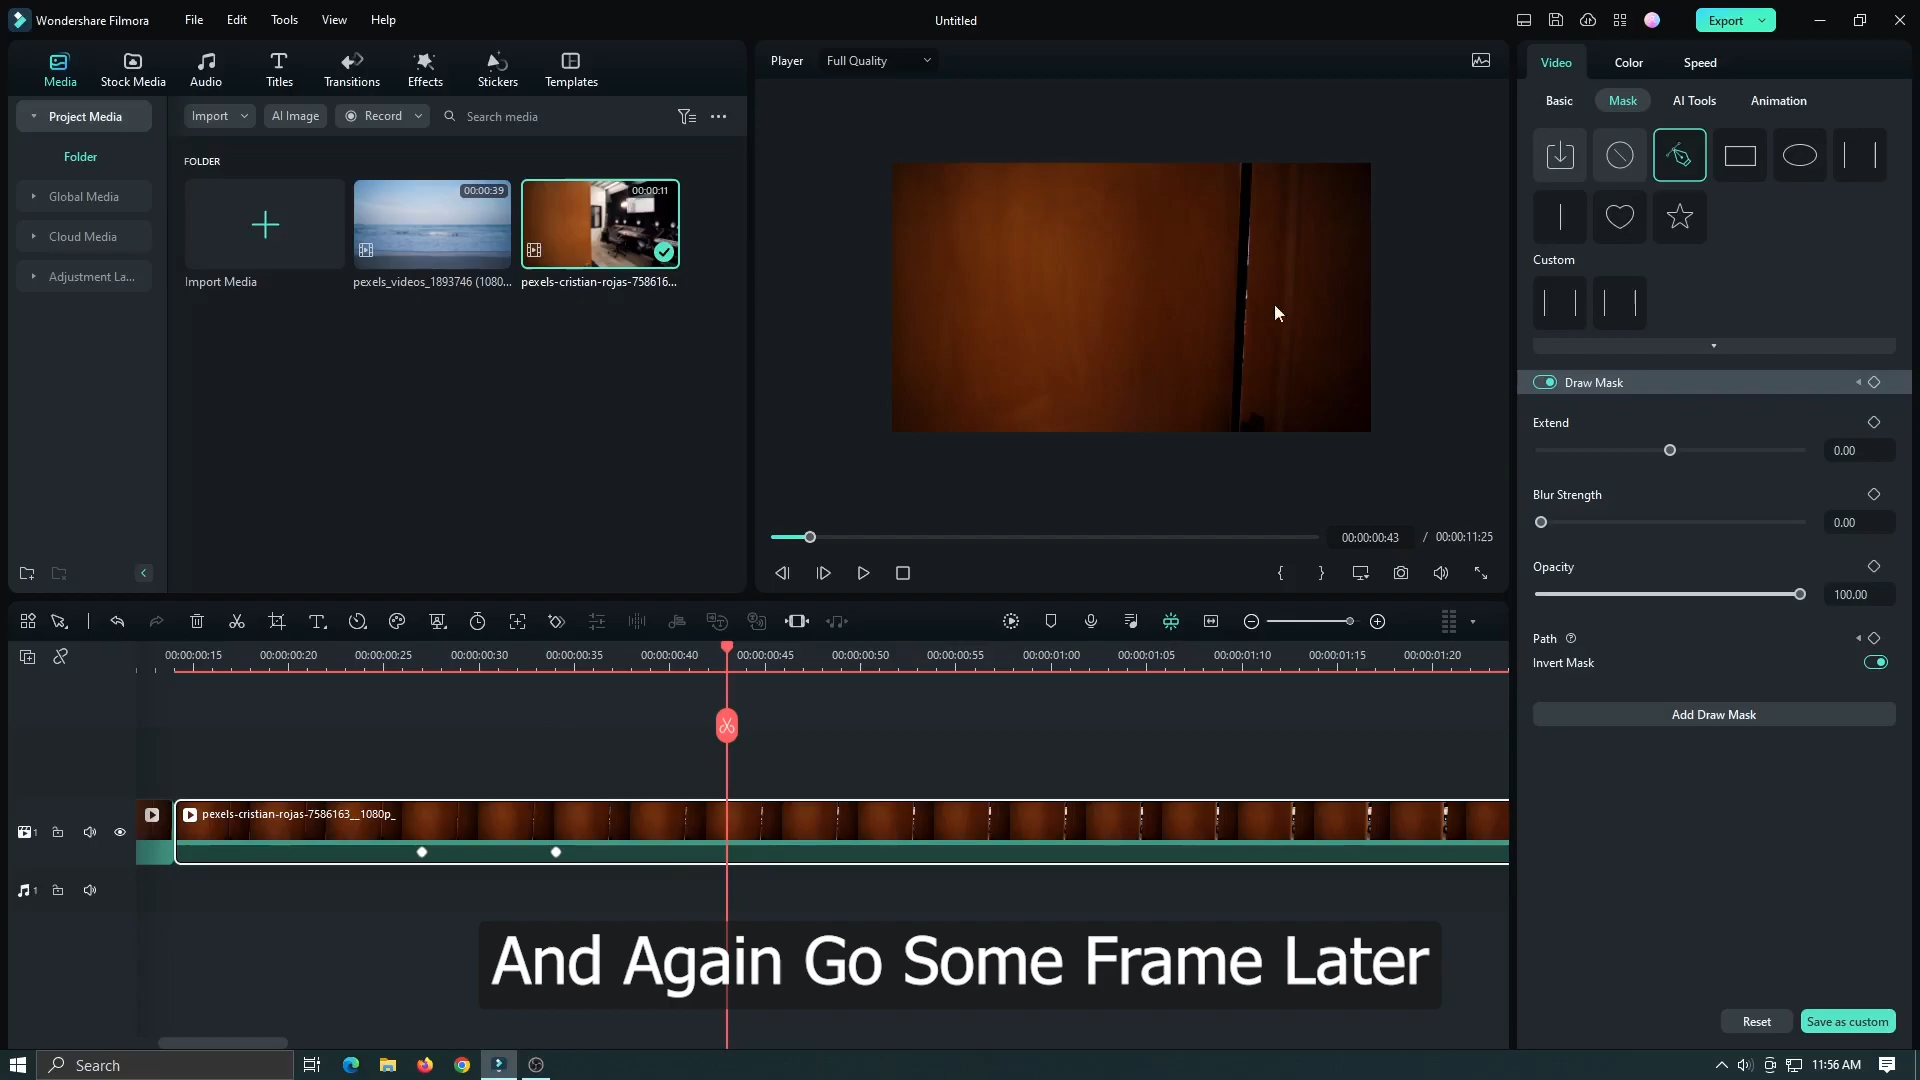 Wondershare Filmora
File
Edit
Tools
View
Help
Untitled
Export
Media
Stock Media
Audio
Titles
Transitions
Effects
Stickers
Templates
Player
Full Quality
Video
Color
Speed
Project Media
Import
AI Image
Record
Search media
Basic
Mask
AI Tools
Animation
Folder
Global Media
Cloud Media
Adjustment La...
FOLDER
00:00:39
00:00:11
Import Media
pexels_videos_1893746 (1080...
pexels-cristian-rojas-758616...
Custom
Draw Mask
Extend
0.00
Blur Strength
0.00
Opacity
100.00
Path
Invert Mask
Add Draw Mask
00:00:00:43
/
00:00:11:25
00:00:00:15
00:00:00:20
00:00:00:25
00:00:00:30
00:00:00:35
00:00:00:40
00:00:00:45
00:00:00:50
00:00:00:55
00:00:01:00
00:00:01:05
00:00:01:10
00:00:01:15
00:00:01:20
pexels-cristian-rojas-7586163__1080p_
1
1
And Again Go Some Frame Later
Reset
Save as custom
Search
11:56 AM